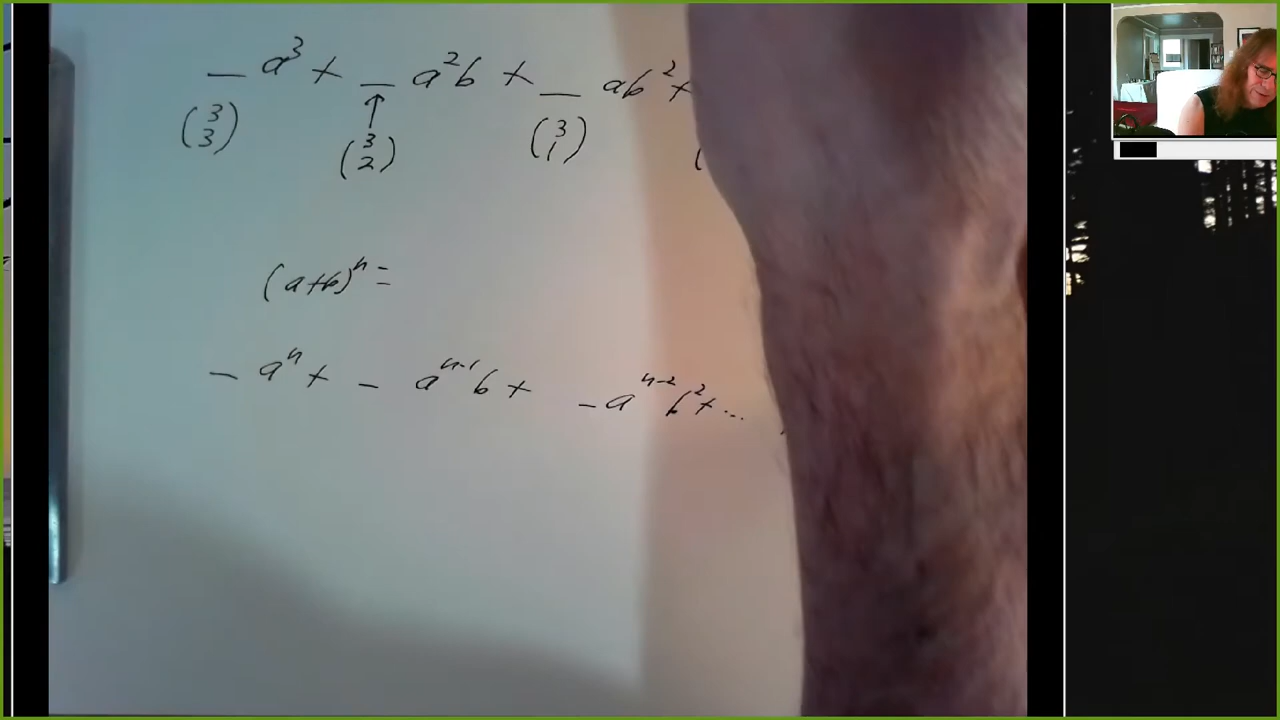 _ a³ + _ a²b + _ ab² +
(3 3) (3 2) (3 1) (
(a+b)ⁿ =
_ aⁿ + _ aⁿ⁻¹b + _ aⁿ⁻²b² + ...